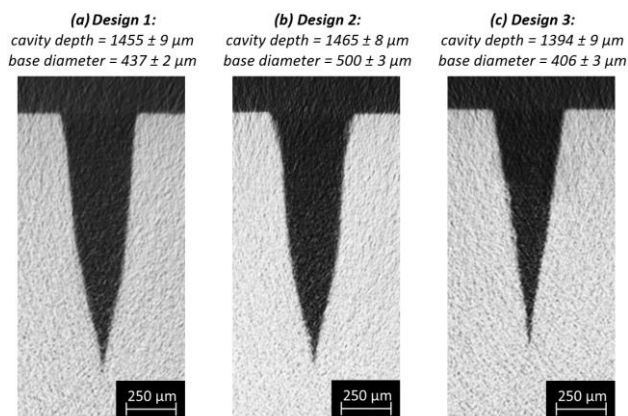 (a) Design 1:
cavity depth = 1455 ± 9 µm
base diameter = 437 ± 2 µm
(b) Design 2:
cavity depth = 1465 ± 8 µm
base diameter = 500 ± 3 µm
(c) Design 3:
cavity depth = 1394 ± 9 µm
base diameter = 406 ± 3 µm
250 µm
250 µm
250 µm